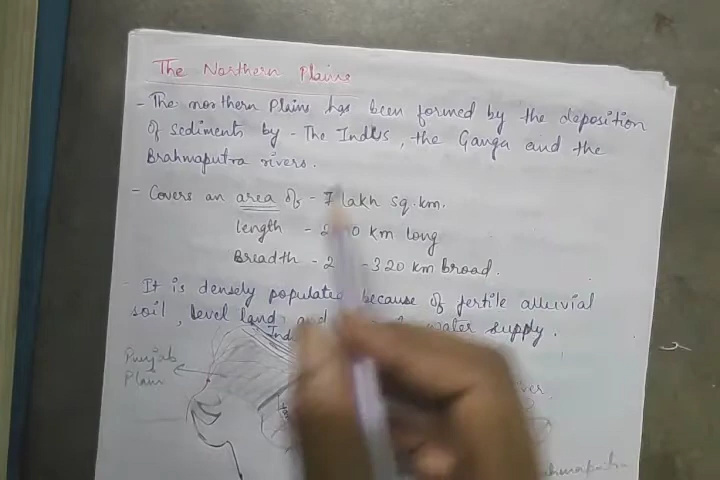 The Northern Plains
- The northern Plains has been formed by the deposition
of sediments by - The Indus, the Ganga and the
Brahmaputra rivers.
- Covers an area of - 7 lakh sq.km.
length - km long
Breadth - - 320 km broad.
- It is densely populated because of fertile alluvial
soil, level land, and water supply.
Punjab
Plain